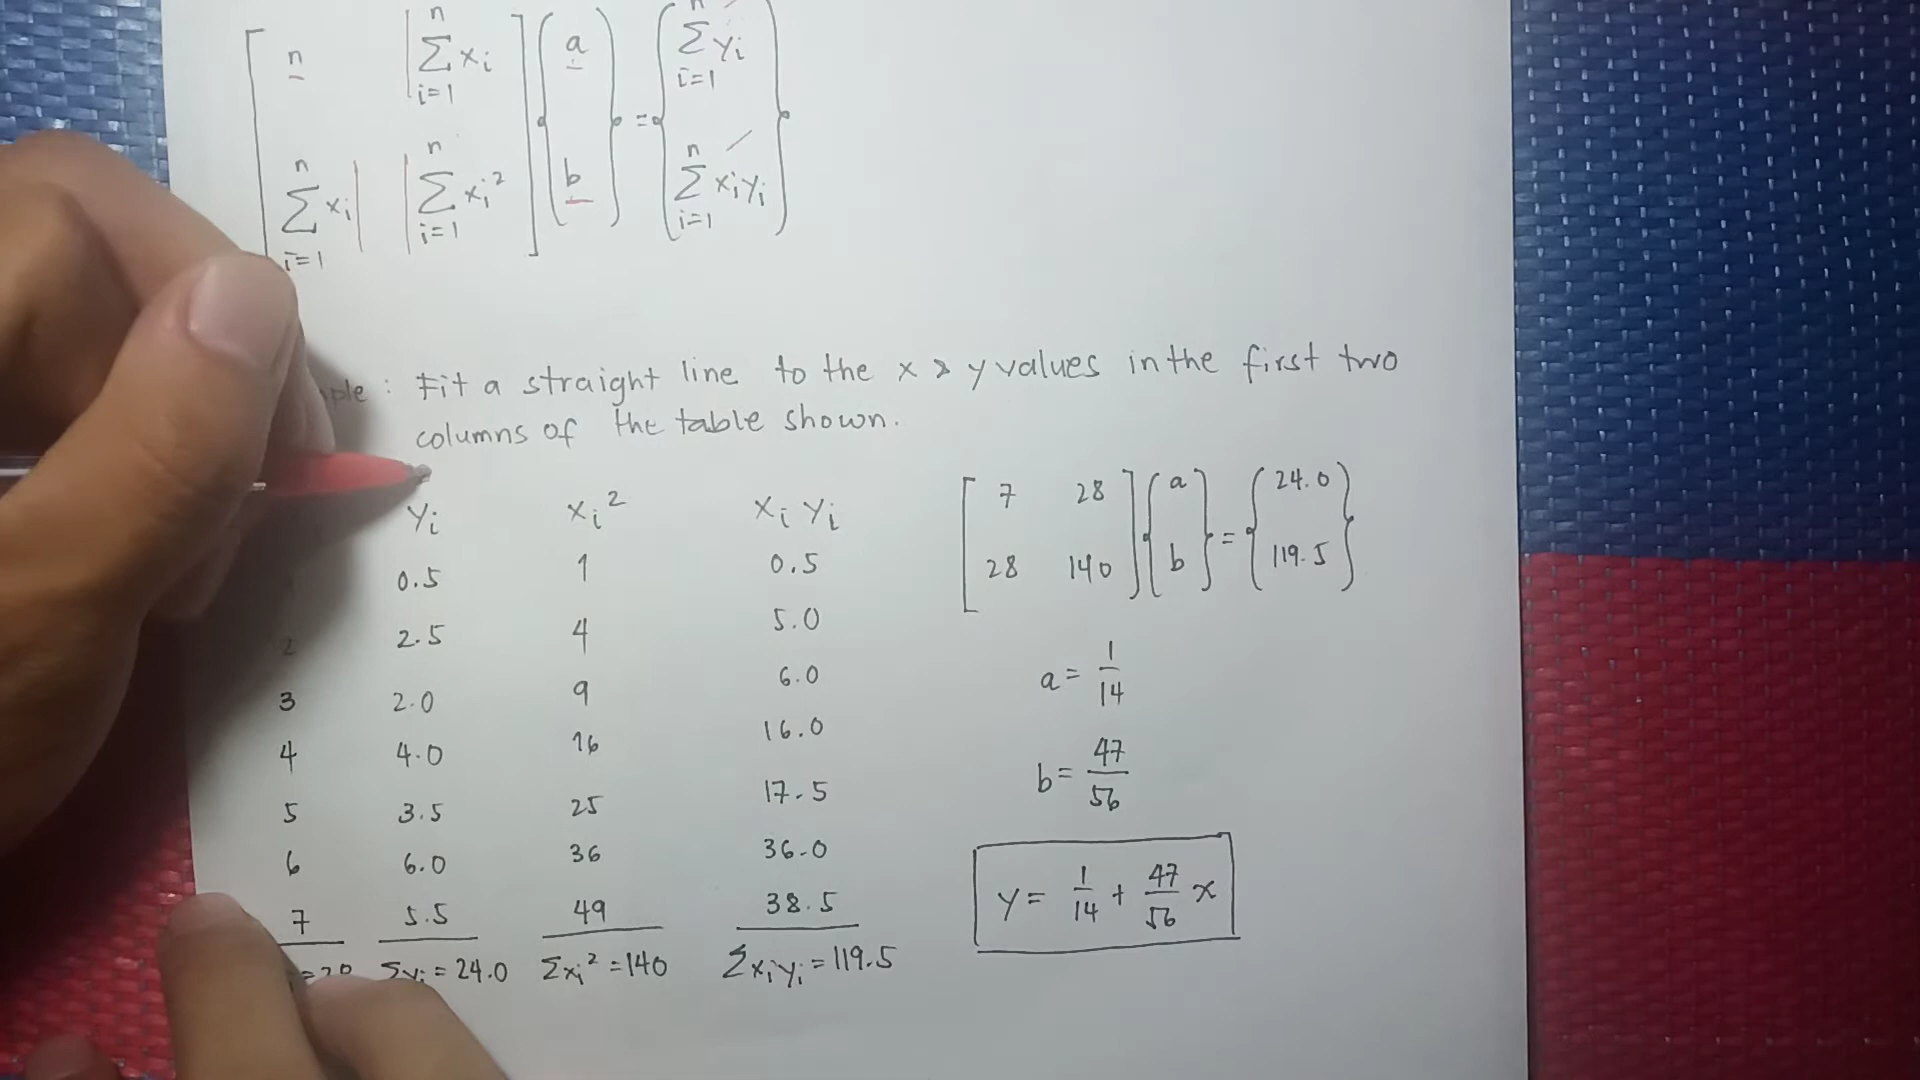 n n
n Σ xi a Σ yi
i=1 i=1
=
n n n
Σ xi Σ xi² b Σ xiyi
i=1 i=1 i=1
: Fit a straight line to the x & y values in the first two
columns of the table shown.
yi xi² xi yi
0.5 1 0.5
2 2.5 4 5.0
3 2.0 9 6.0
4 4.0 16 16.0
5 3.5 25 17.5
6 6.0 36 36.0
7 5.5 49 38.5
Σyi = 24.0 Σxi² = 140 Σxiyi = 119.5
7 28 a = 24.0
28 140 b 119.5
a = 1/14
b = 47/56
y = 1/14 + 47/56 x